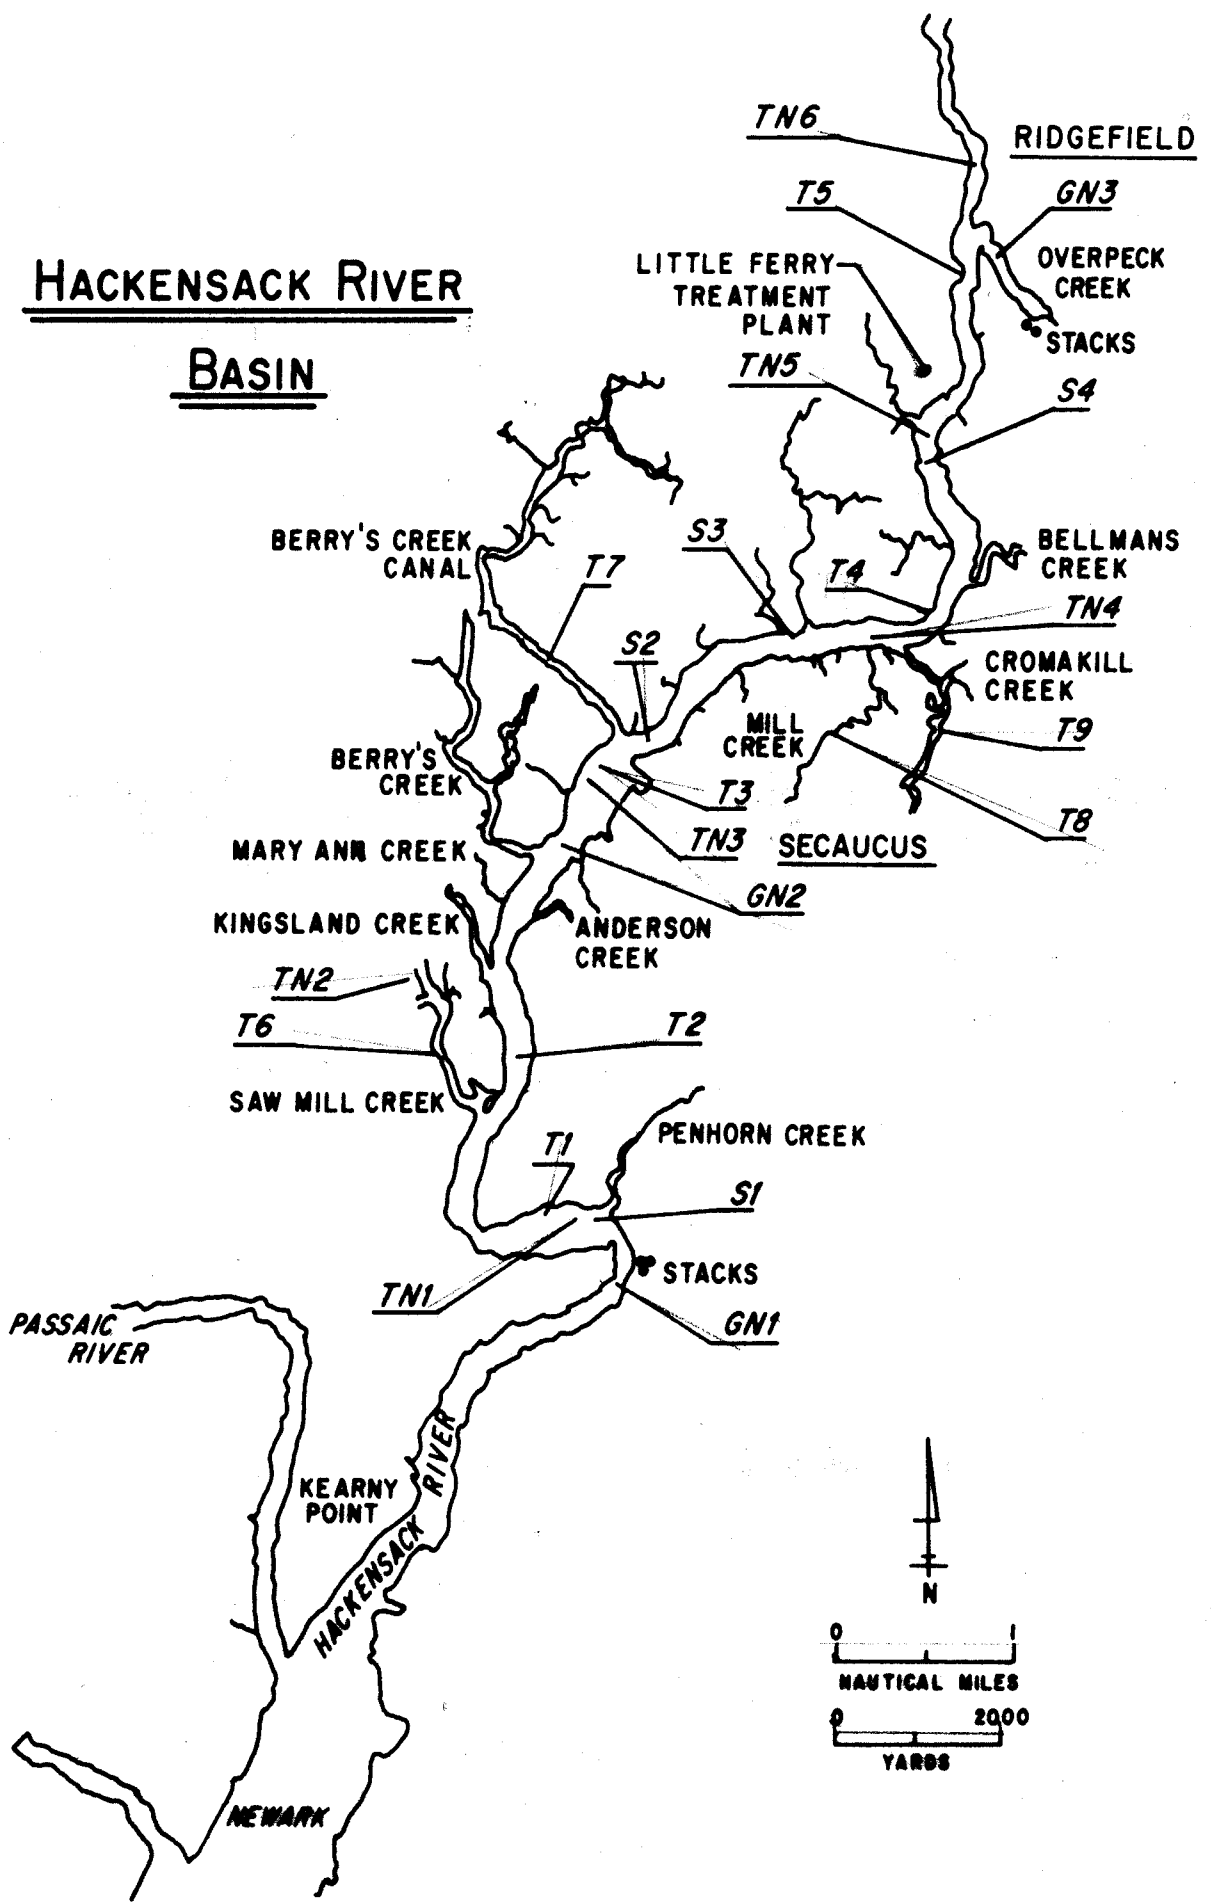 TN6
RIDGEFIELD
T5
GN3
HACKENSACK RIVER
BASIN
LITTLE FERRY
TREATMENT
PLANT
OVERPECK
CREEK
STACKS
TN5
S4
BERRY'S CREEK
CANAL
S3
BELLMANS
CREEK
T7
T4
TN4
S2
CROMAKILL
CREEK
MILL
CREEK
T9
BERRY'S
CREEK
T3
T8
TN3
SECAUCUS
MARY ANN CREEK
GN2
KINGSLAND CREEK
ANDERSON
CREEK
TN2
T6
T2
SAW MILL CREEK
PENHORN CREEK
T1
S1
STACKS
TN1
GN1
PASSAIC
RIVER
HACKENSACK RIVER
KEARNY
POINT
N
0 1
NAUTICAL MILES
0 2000
YARDS
NEWARK